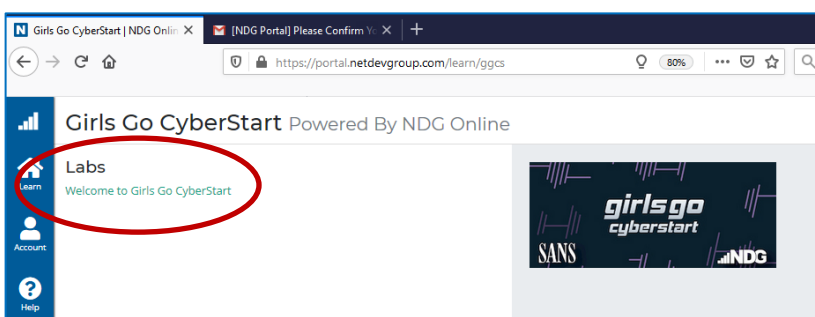 Girls Go CyberStart | NDG Onlin
[NDG Portal] Please Confirm Yo
https://portal.netdevgroup.com/learn/ggcs
80%
Girls Go CyberStart Powered By NDG Online
Learn
Account
Help
Labs
Welcome to Girls Go CyberStart
girls go
cyberstart
SANS
NDG